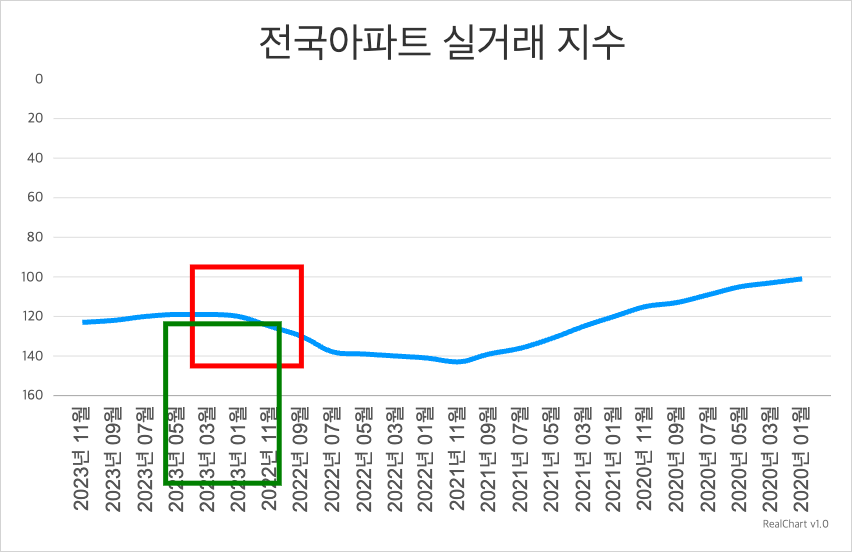 전국아파트 실거래 지수
0
20
40
60
80
100
120
140
160
2023년 11월
2023년 09월
2023년 07월
2023년 05월
2023년 03월
2023년 01월
2022년 11월
2022년 09월
2022년 07월
2022년 05월
2022년 03월
2022년 01월
2021년 11월
2021년 09월
2021년 07월
2021년 05월
2021년 03월
2021년 01월
2020년 11월
2020년 09월
2020년 07월
2020년 05월
2020년 03월
2020년 01월
RealChart v1.0